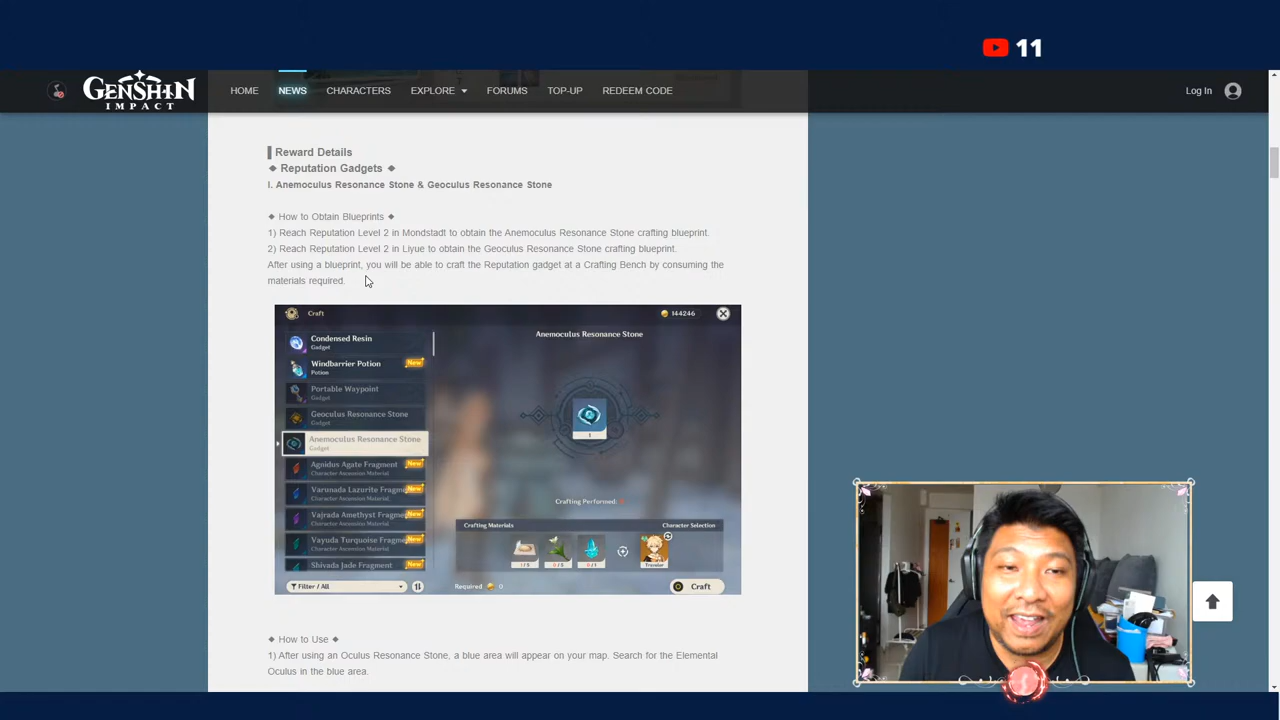 11
GENSHIN
IMPACT
HOME
NEWS
CHARACTERS
EXPLORE
FORUMS
TOP-UP
REDEEM CODE
Log In
Reward Details
◆ Reputation Gadgets ◆
I. Anemoculus Resonance Stone & Geoculus Resonance Stone
◆ How to Obtain Blueprints ◆
1) Reach Reputation Level 2 in Mondstadt to obtain the Anemoculus Resonance Stone crafting blueprint.
2) Reach Reputation Level 2 in Liyue to obtain the Geoculus Resonance Stone crafting blueprint.
After using a blueprint, you will be able to craft the Reputation gadget at a Crafting Bench by consuming the
materials required.
Craft
144246
Condensed Resin
Gadget
Windbarrier Potion
Potion
New
Portable Waypoint
Gadget
Geoculus Resonance Stone
Gadget
Anemoculus Resonance Stone
Gadget
Agnidus Agate Fragment
Character Ascension Material
New
Varunada Lazurite Fragme
Character Ascension Material
New
Vajrada Amethyst Fragme
Character Ascension Material
New
Vayuda Turquoise Fragme
Character Ascension Material
New
Shivada Jade Fragment
New
Filter / All
Anemoculus Resonance Stone
1
Crafting Performed:
Crafting Materials
Character Selection
Traveler
Required
0
Craft
◆ How to Use ◆
1) After using an Oculus Resonance Stone, a blue area will appear on your map. Search for the Elemental
Oculus in the blue area.